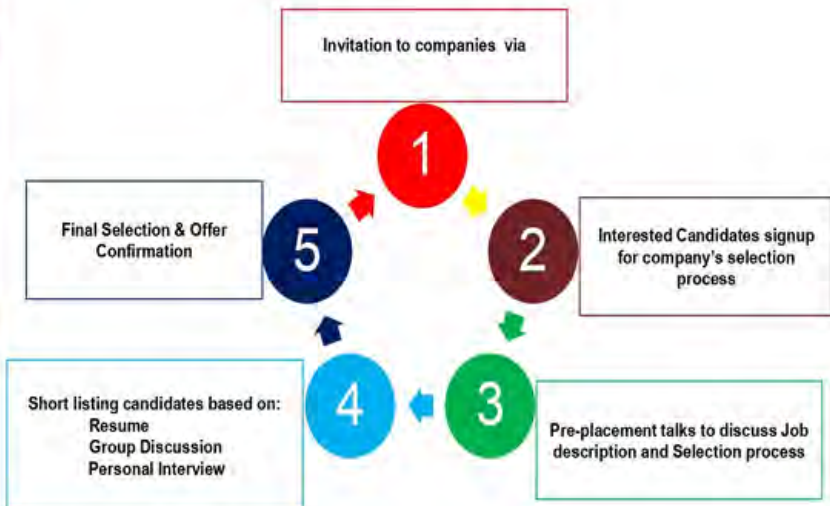 Invitation to companies via
1
2
Interested Candidates signup
for company's selection
process
3
Pre-placement talks to discuss Job
description and Selection process
4
Short listing candidates based on:
Resume
Group Discussion
Personal Interview
5
Final Selection & Offer
Confirmation